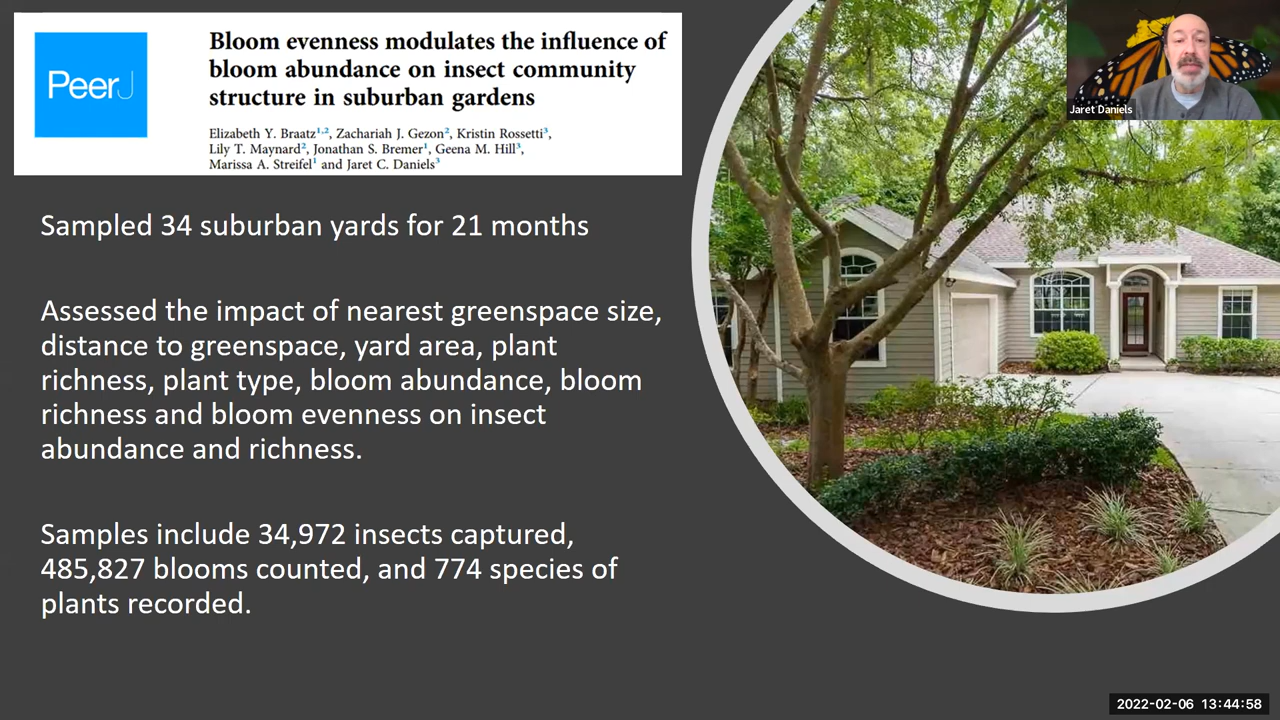 PeerJ
Bloom evenness modulates the influence of
bloom abundance on insect community
structure in suburban gardens
Elizabeth Y. Braatz1,2, Zachariah J. Gezon2, Kristin Rossetti3,
Lily T. Maynard2, Jonathan S. Bremer1, Geena M. Hill3,
Marissa A. Streifel1 and Jaret C. Daniels3
Jaret Daniels
Sampled 34 suburban yards for 21 months
Assessed the impact of nearest greenspace size,
distance to greenspace, yard area, plant
richness, plant type, bloom abundance, bloom
richness and bloom evenness on insect
abundance and richness.
Samples include 34,972 insects captured,
485,827 blooms counted, and 774 species of
plants recorded.
2022-02-06 13:44:58